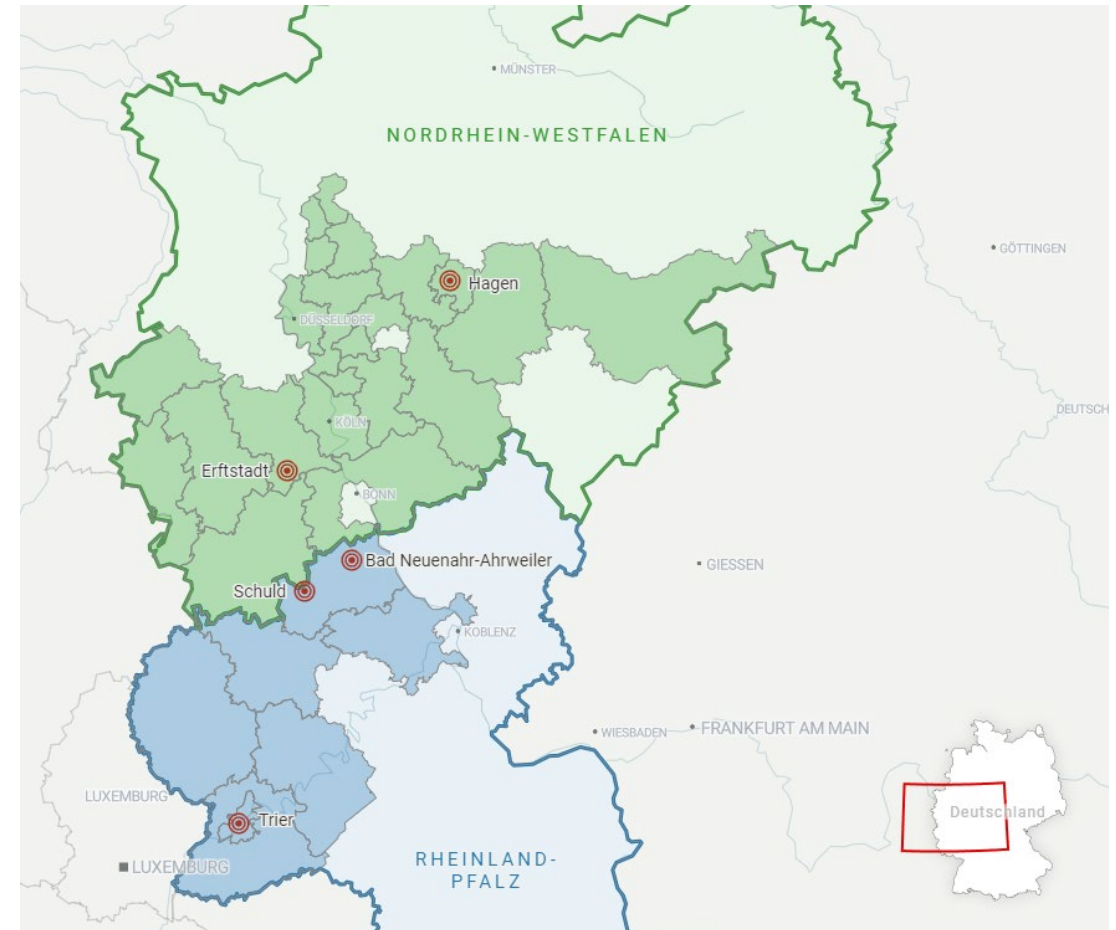 MÜNSTER
NORDRHEIN-WESTFALEN
GÖTTINGEN
Hagen
DÜSSELDORF
DEUTSCH
KÖLN
Erftstadt
BONN
Bad Neuenahr-Ahrweiler
GIESSEN
Schuld
KOBLENZ
WIESBADEN
FRANKFURT AM MAIN
LUXEMBURG
Deutschland
Trier
LUXEMBURG
RHEINLAND-
PFALZ